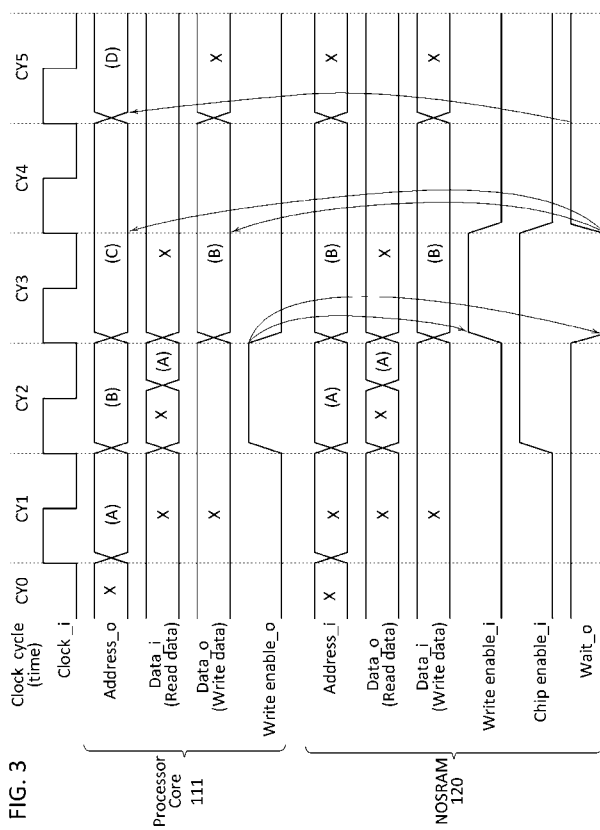 FIG. 3
Clock cycle
(time)
CY0 CY1 CY2 CY3 CY4 CY5
Clock_i
Processor
Core
111
Address_o X (A) (B) (C) (D)
Data_i
(Read data)
X X (A) X
Data_o
(Write data)
X (B) X
Write enable_o
NOSRAM
120
Address_i X X (A) (B) X
Data_o
(Read data)
X X (A) X
Data_i
(Write data)
X (B) X
Write enable_i
Chip enable_i
Wait_o